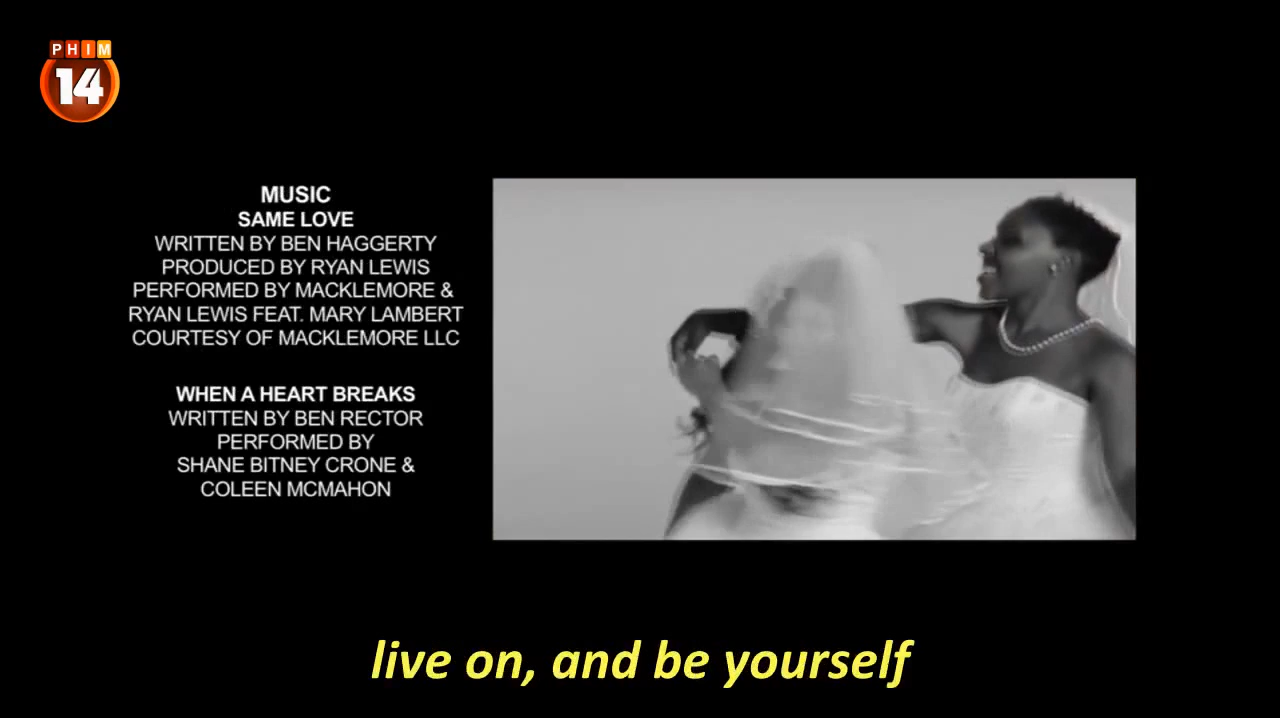 PHIM
14
MUSIC
SAME LOVE
WRITTEN BY BEN HAGGERTY
PRODUCED BY RYAN LEWIS
PERFORMED BY MACKLEMORE &
RYAN LEWIS FEAT. MARY LAMBERT
COURTESY OF MACKLEMORE LLC
WHEN A HEART BREAKS
WRITTEN BY BEN RECTOR
PERFORMED BY
SHANE BITNEY CRONE &
COLEEN MCMAHON
live on, and be yourself